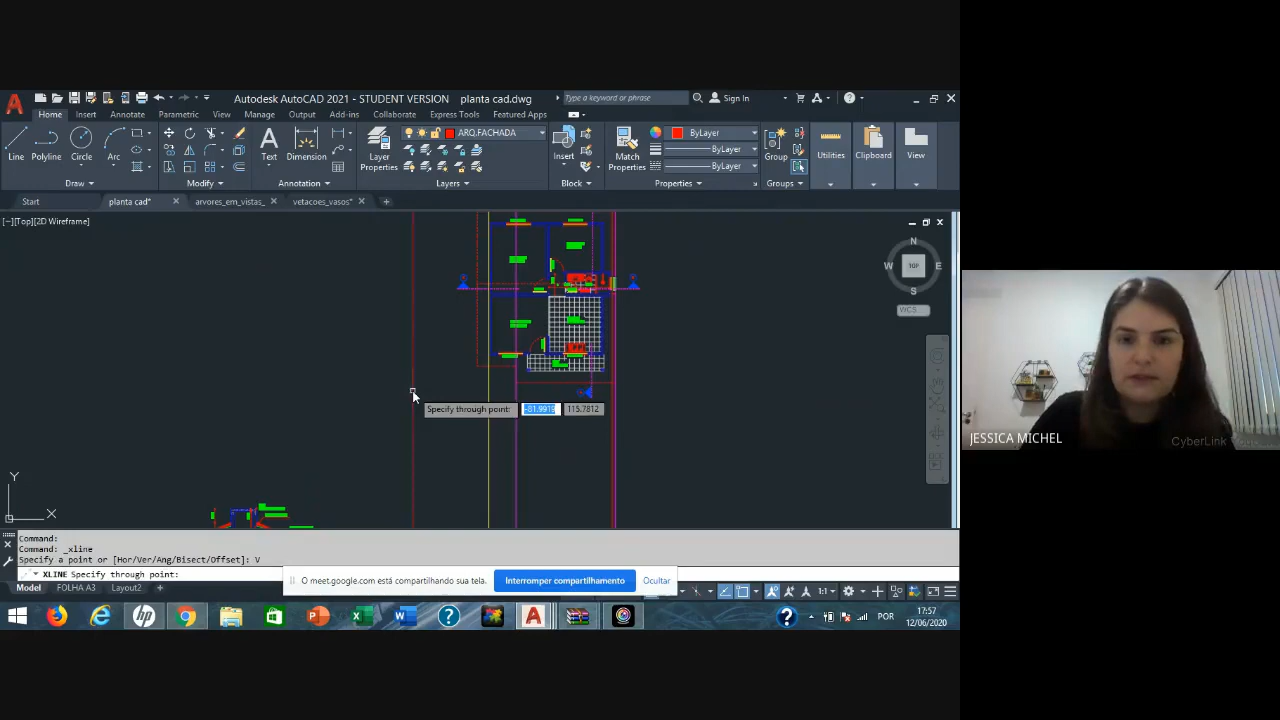 Autodesk AutoCAD 2021 - STUDENT VERSION planta cad.dwg
Type a keyword or phrase
Sign In
Home Insert Annotate Parametric View Manage Output Add-ins Collaborate Express Tools Featured Apps
ARQ.FACHADA
ByLayer
ByLayer
ByLayer
Line Polyline Circle Arc
Text Dimension
Layer Properties
Insert
Match Properties
Group
Utilities
Clipboard
View
Draw Modify Annotation Layers Block Properties Groups
Start planta cad* arvores_em_vistas_ vetacoes_vasos*
[−][Top][2D Wireframe]
N
W TOP E
S
WCS
Specify through point: -81.9919 115.7812
JESSICA MICHEL
CyberLink
Y
X
Command:
Command: _xline
Specify a point or [Hor/Ver/Ang/Bisect/Offset]: V
XLINE Specify through point:
O meet.google.com está compartilhando sua tela. Interromper compartilhamento Ocultar
Model FOLHA A3 Layout2
1:1
POR
17:57
12/06/2020